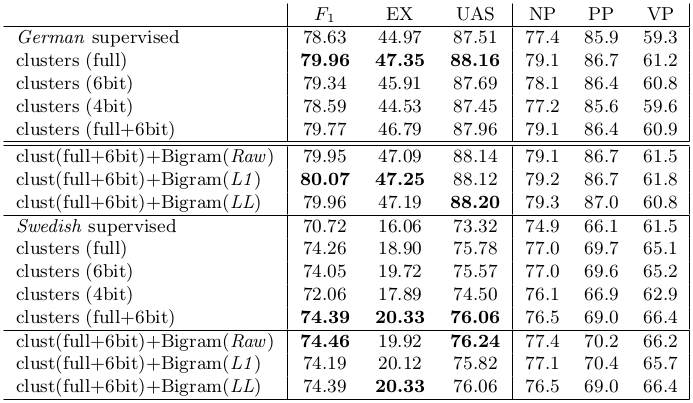 F1 EX UAS NP PP VP
German supervised 78.63 44.97 87.51 77.4 85.9 59.3
clusters (full) 79.96 47.35 88.16 79.1 86.7 61.2
clusters (6bit) 79.34 45.91 87.69 78.1 86.4 60.8
clusters (4bit) 78.59 44.53 87.45 77.2 85.6 59.6
clusters (full+6bit) 79.77 46.79 87.96 79.1 86.4 60.9
clust(full+6bit)+Bigram(Raw) 79.95 47.09 88.14 79.1 86.7 61.5
clust(full+6bit)+Bigram(L1) 80.07 47.25 88.12 79.2 86.7 61.8
clust(full+6bit)+Bigram(LL) 79.96 47.19 88.20 79.3 87.0 60.8
Swedish supervised 70.72 16.06 73.32 74.9 66.1 61.5
clusters (full) 74.26 18.90 75.78 77.0 69.7 65.1
clusters (6bit) 74.05 19.72 75.57 77.0 69.6 65.2
clusters (4bit) 72.06 17.89 74.50 76.1 66.9 62.9
clusters (full+6bit) 74.39 20.33 76.06 76.5 69.0 66.4
clust(full+6bit)+Bigram(Raw) 74.46 19.92 76.24 77.4 70.2 66.2
clust(full+6bit)+Bigram(L1) 74.19 20.12 75.82 77.1 70.4 65.7
clust(full+6bit)+Bigram(LL) 74.39 20.33 76.06 76.5 69.0 66.4